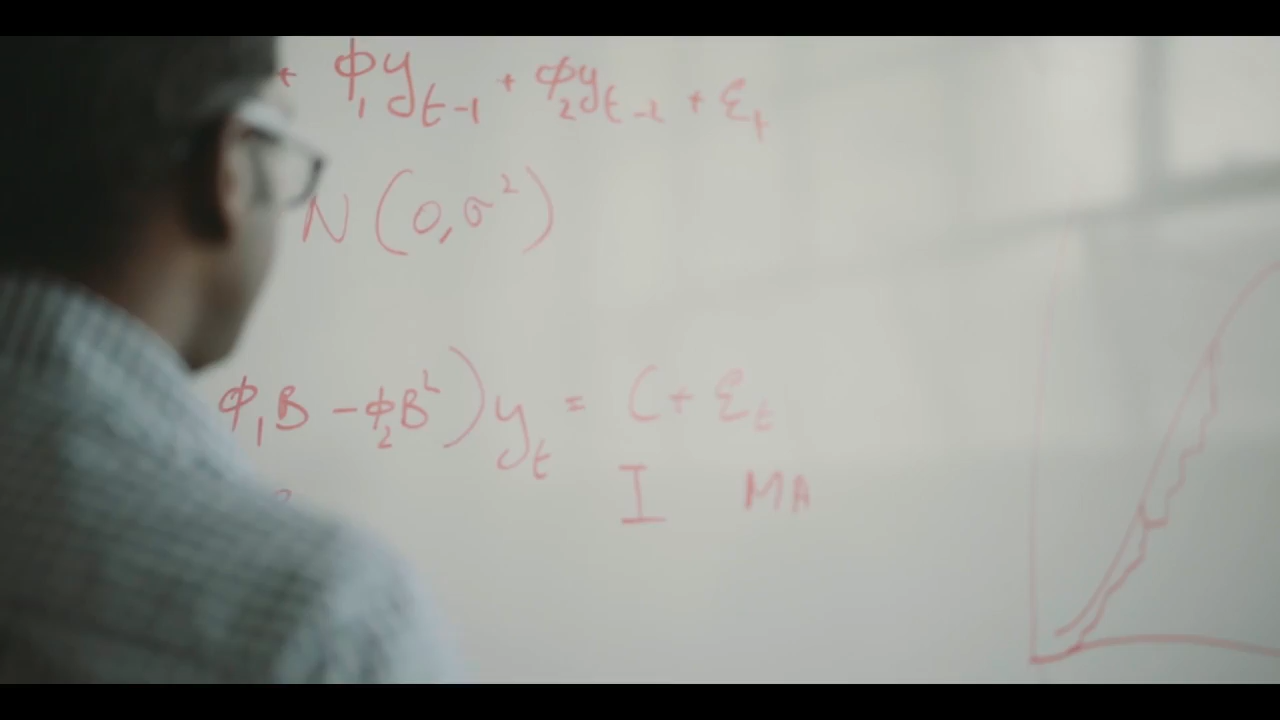 + ϕ₁yₜ₋₁ + ϕ₂yₜ₋₂ + εₜ
N(0,σ²)
ϕ₁B - ϕ₂B²)yₜ = C + εₜ
I MA